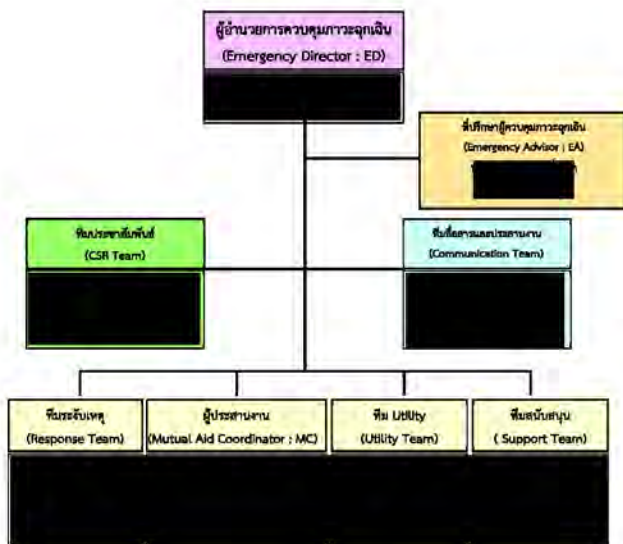 ผู้อำนวยการควบคุมภาวะฉุกเฉิน
(Emergency Director : ED)
ที่ปรึกษาผู้ควบคุมภาวะฉุกเฉิน
(Emergency Advisor : EA)
ทีมประชาสัมพันธ์
(CSR Team)
ทีมสื่อสารและประสานงาน
(Communication Team)
ทีมระงับเหตุ
(Response Team)
ผู้ประสานงาน
(Mutual Aid Coordinator : MC)
ทีม Utility
(Utility Team)
ทีมสนับสนุน
( Support Team)